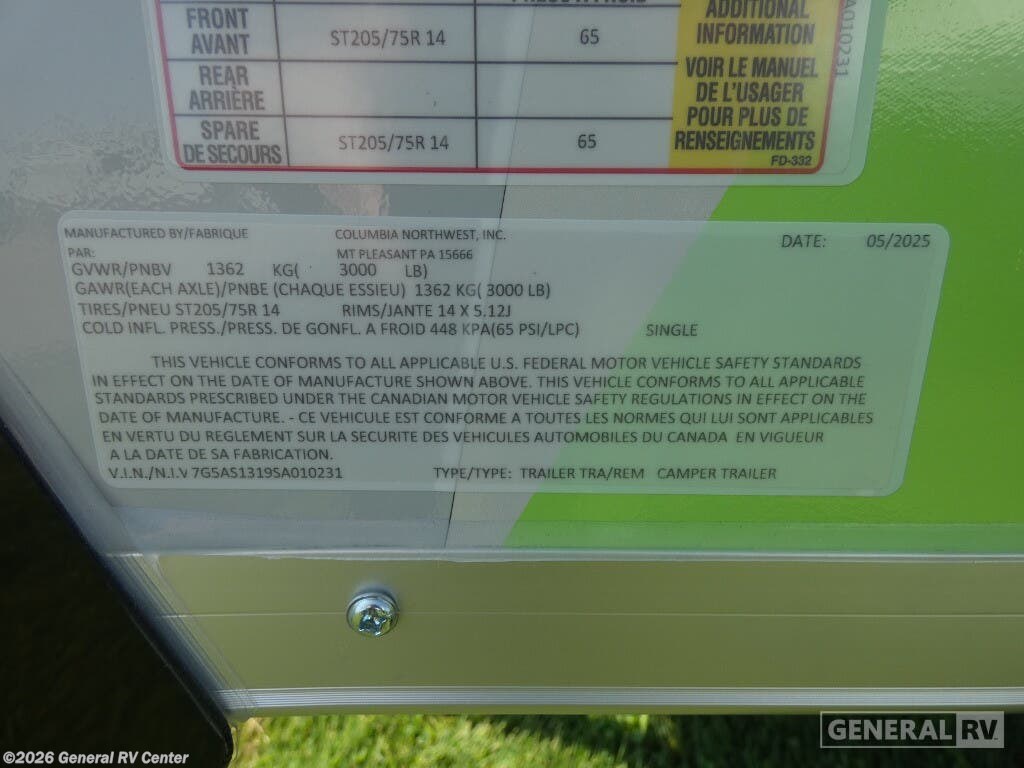 ADDITIONAL
INFORMATION
FRONT
AVANT
ST205/75R 14
65
REAR
ARRIÈRE
VOIR LE MANUEL
DE L'USAGER
POUR PLUS DE
RENSEIGNEMENTS
SPARE
DE SECOURS
ST205/75R 14
65
FD-332
A010231
MANUFACTURED BY/FABRIQUE COLUMBIA NORTHWEST, INC. DATE: 05/2025
PAR: MT PLEASANT PA 15666
GVWR/PNBV 1362 KG( 3000 LB)
GAWR(EACH AXLE)/PNBE (CHAQUE ESSIEU) 1362 KG( 3000 LB)
TIRES/PNEU ST205/75R 14 RIMS/JANTE 14 X 5.12J
COLD INFL. PRESS./PRESS. DE GONFL. A FROID 448 KPA(65 PSI/LPC) SINGLE
THIS VEHICLE CONFORMS TO ALL APPLICABLE U.S. FEDERAL MOTOR VEHICLE SAFETY STANDARDS
IN EFFECT ON THE DATE OF MANUFACTURE SHOWN ABOVE. THIS VEHICLE CONFORMS TO ALL APPLICABLE
STANDARDS PRESCRIBED UNDER THE CANADIAN MOTOR VEHICLE SAFETY REGULATIONS IN EFFECT ON THE
DATE OF MANUFACTURE. - CE VEHICULE EST CONFORME A TOUTES LES NORMES QUI LUI SONT APPLICABLES
EN VERTU DU REGLEMENT SUR LA SECURITE DES VEHICULES AUTOMOBILES DU CANADA EN VIGUEUR
A LA DATE DE SA FABRICATION.
V.I.N./N.I.V 7G5AS1319SA010231 TYPE/TYPE: TRAILER TRA/REM CAMPER TRAILER
GENERAL RV
©2026 General RV Center